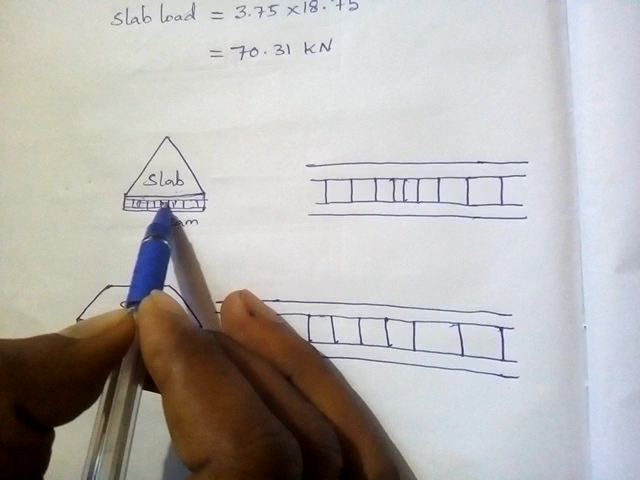 Slab load = 3.75 x 18.75
= 70.31 KN
Slab